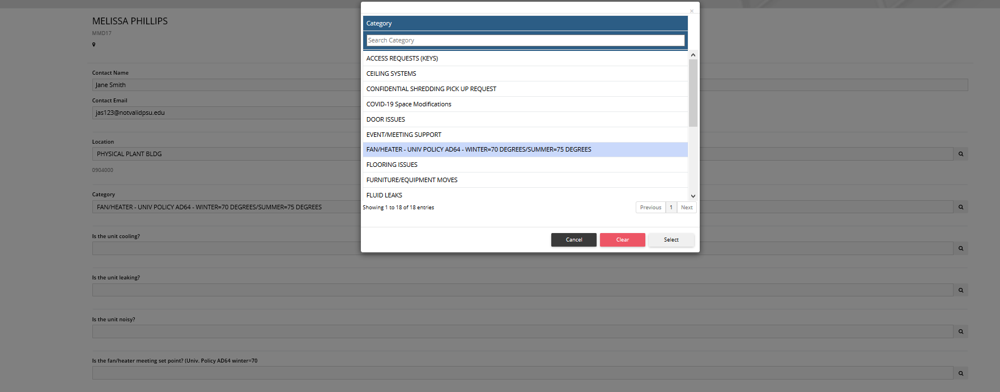 MELISSA PHILLIPS
MMD17
Contact Name
Jane Smith
Contact Email
jas123@notvalidpsu.edu
Location
PHYSICAL PLANT BLDG
0904000
Category
FAN/HEATER - UNIV POLICY AD64 - WINTER=70 DEGREES/SUMMER=75 DEGREES
Is the unit cooling?
Is the unit leaking?
Is the unit noisy?
Is the fan/heater meeting set point? (Univ. Policy AD64 winter=70
×
Category
Search Category
ACCESS REQUESTS (KEYS)
CEILING SYSTEMS
CONFIDENTIAL SHREDDING PICK UP REQUEST
COVID-19 Space Modifications
DOOR ISSUES
EVENT/MEETING SUPPORT
FAN/HEATER - UNIV POLICY AD64 - WINTER=70 DEGREES/SUMMER=75 DEGREES
FLOORING ISSUES
FURNITURE/EQUIPMENT MOVES
FLUID LEAKS
Showing 1 to 18 of 18 entries
Previous 1 Next
Cancel Clear Select